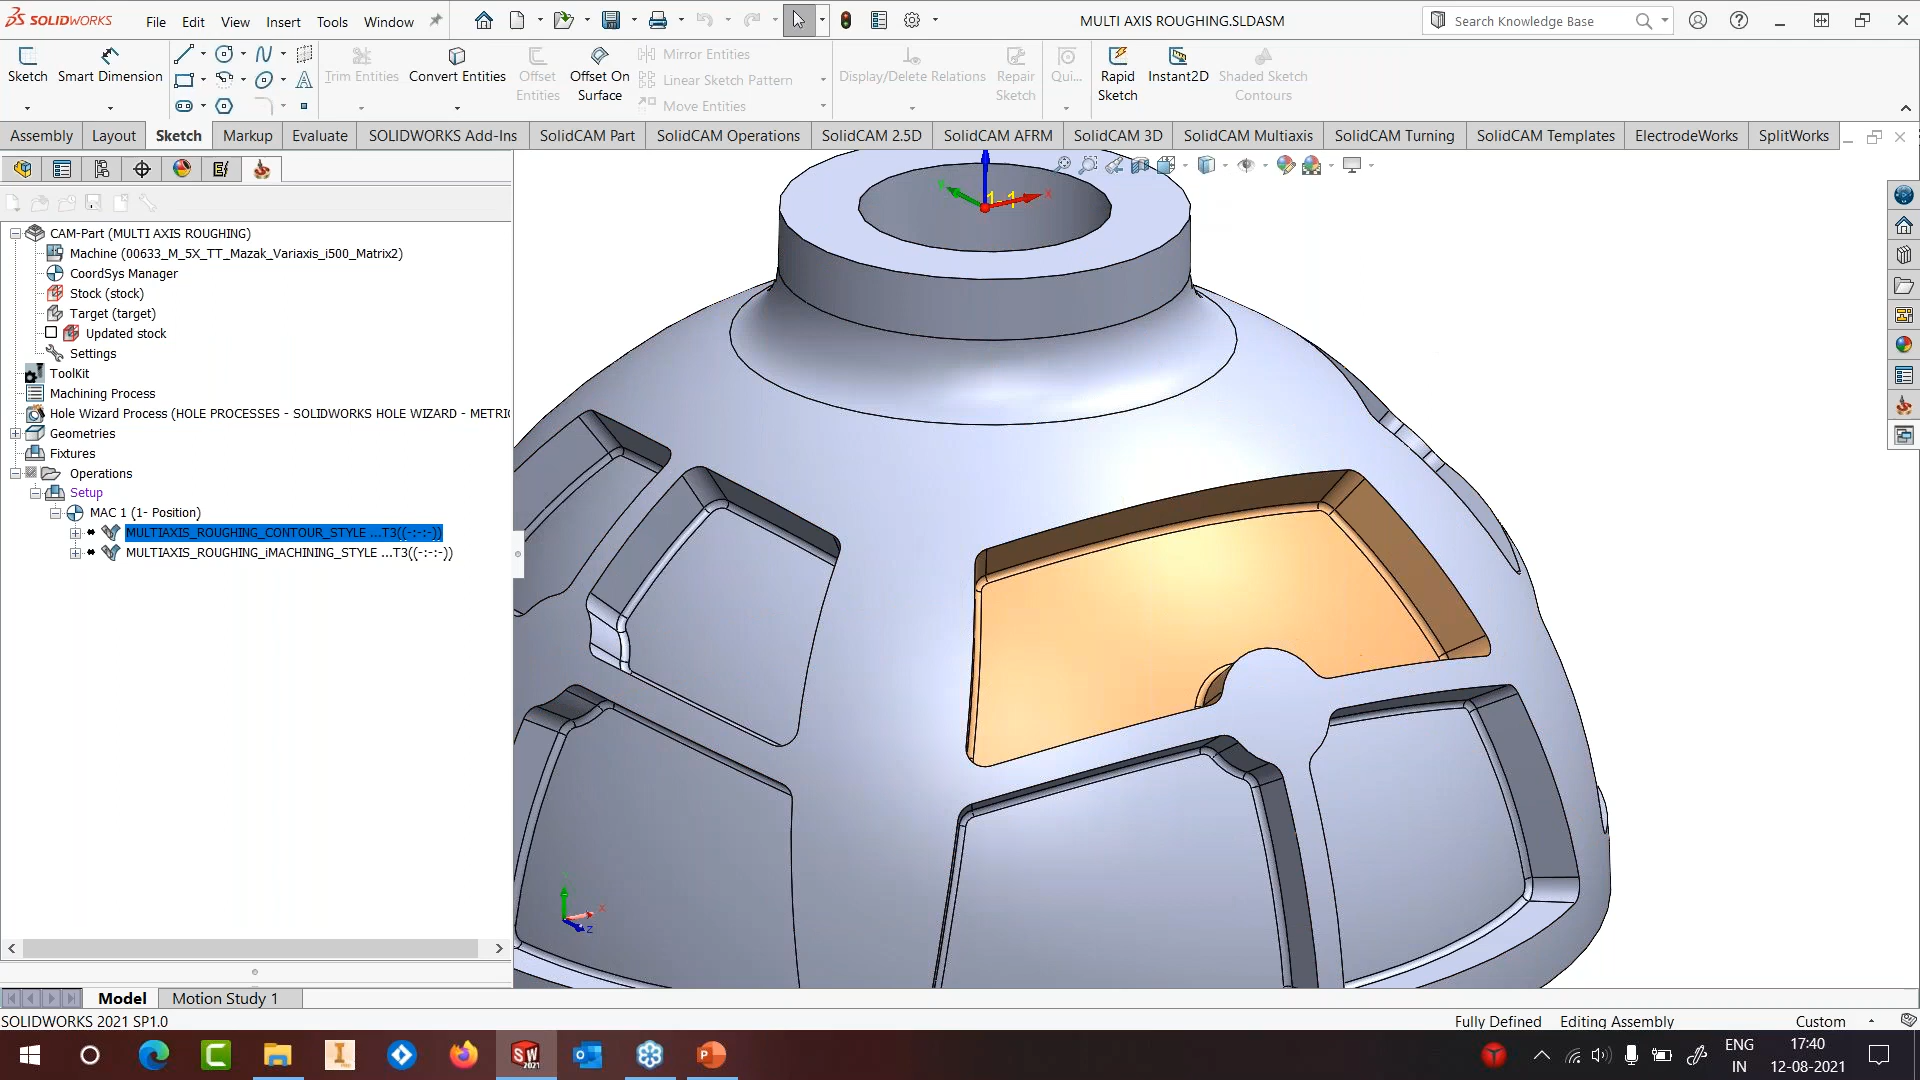 SOLIDWORKS File Edit View Insert Tools Window MULTI AXIS ROUGHING.SLDASM Search Knowledge Base
Sketch Smart Dimension Trim Entities Convert Entities Offset Entities Offset On Surface Mirror Entities Linear Sketch Pattern Move Entities Display/Delete Relations Repair Sketch Qui... Rapid Sketch Instant2D Shaded Sketch Contours
Assembly Layout Sketch Markup Evaluate SOLIDWORKS Add-Ins SolidCAM Part SolidCAM Operations SolidCAM 2.5D SolidCAM AFRM SolidCAM 3D SolidCAM Multiaxis SolidCAM Turning SolidCAM Templates ElectrodeWorks SplitWorks
CAM-Part (MULTI AXIS ROUGHING)
Machine (00633_M_5X_TT_Mazak_Variaxis_i500_Matrix2)
CoordSys Manager
Stock (stock)
Target (target)
Updated stock
Settings
ToolKit
Machining Process
Hole Wizard Process (HOLE PROCESSES - SOLIDWORKS HOLE WIZARD - METRIC
Geometries
Fixtures
Operations
Setup
MAC 1 (1- Position)
MULTIAXIS_ROUGHING_CONTOUR_STYLE ...T3((-:-:-))
MULTIAXIS_ROUGHING_iMACHINING_STYLE ...T3((-:-:-))
1 1 X
Y
X
Z
Model Motion Study 1
SOLIDWORKS 2021 SP1.0 Fully Defined Editing Assembly Custom
ENG 17:40
IN 12-08-2021